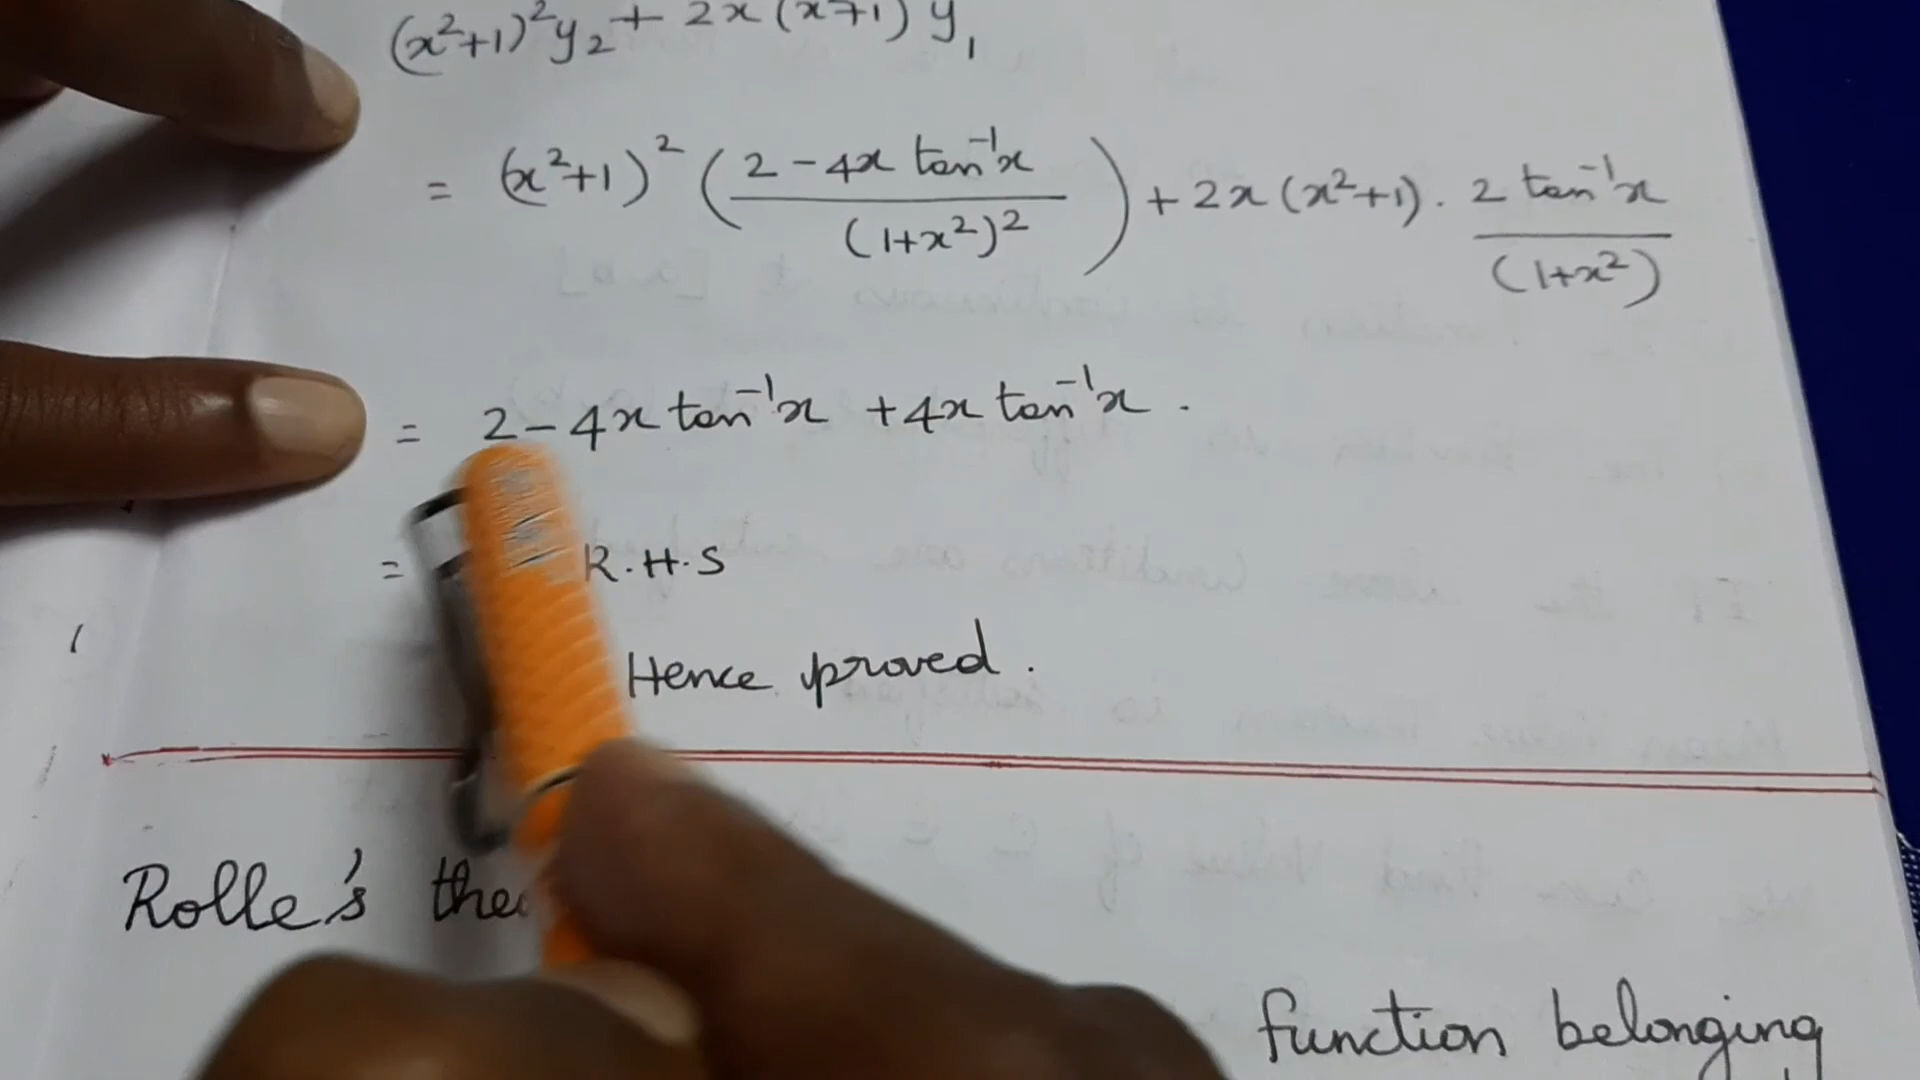 (x²+1)²y₂ + 2x(x²+1) y₁
= (x²+1)² ( (2 - 4x tan⁻¹x) / (1+x²)² ) + 2x(x²+1) . (2 tan⁻¹x) / (1+x²)
= 2 - 4x tan⁻¹x + 4x tan⁻¹x .
= R.H.S
Hence proved .
Rolle's
function belonging